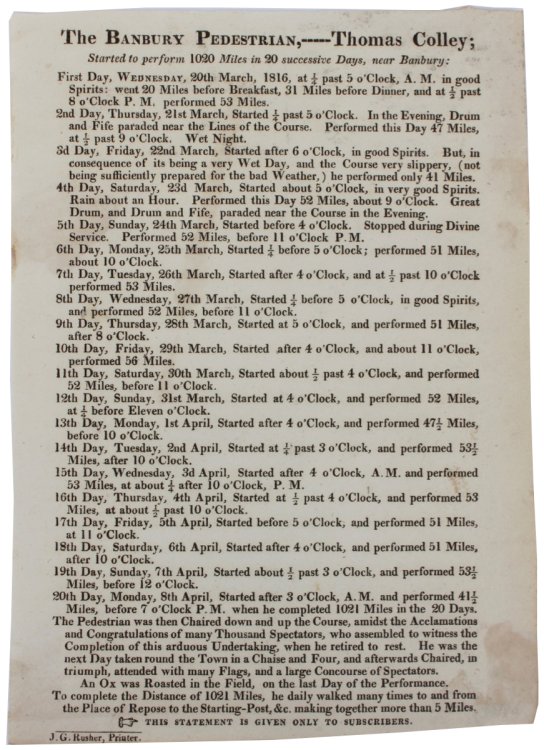 The Banbury Pedestrian,-----Thomas Colley;
Started to perform 1020 Miles in 20 successive Days, near Banbury:
First Day, Wednesday, 20th March, 1816, at ¼ past 5 o'Clock, A. M. in good
Spirits: went 20 Miles before Breakfast, 31 Miles before Dinner, and at ½ past
8 o'Clock P. M. performed 53 Miles.
2nd Day, Thursday, 21st March, Started ¼ past 5 o'Clock. In the Evening, Drum
and Fife paraded near the Lines of the Course. Performed this Day 47 Miles,
at ½ past 9 o'Clock. Wet Night.
3d Day, Friday, 22nd March, Started after 6 o'Clock, in good Spirits. But, in
consequence of its being a very Wet Day, and the Course very slippery, (not
being sufficiently prepared for the bad Weather,) he performed only 41 Miles.
4th Day, Saturday, 23d March, Started about 5 o'Clock, in very good Spirits.
Rain about an Hour. Performed this Day 52 Miles, about 9 o'Clock. Great
Drum, and Drum and Fife, paraded near the Course in the Evening.
5th Day, Sunday, 24th March, Started before 4 o'Clock. Stopped during Divine
Service. Performed 52 Miles, before 11 o'Clock P. M.
6th Day, Monday, 25th March, Started ¼ before 5 o'Clock; performed 51 Miles,
about 10 o'Clock.
7th Day, Tuesday, 26th March, Started after 4 o'Clock, and at ½ past 10 o'Clock
performed 53 Miles.
8th Day, Wednesday, 27th March, Started ¼ before 5 o'Clock, in good Spirits,
and performed 52 Miles, before 11 o'Clock.
9th Day, Thursday, 28th March, Started at 5 o'Clock, and performed 51 Miles,
after 8 o'Clock.
10th Day, Friday, 29th March, Started after 4 o'Clock, and about 11 o'Clock,
performed 56 Miles.
11th Day, Saturday, 30th March, Started about ½ past 4 o'Clock, and performed
52 Miles, before 11 o'Clock.
12th Day, Sunday, 31st March, Started at 4 o'Clock, and performed 52 Miles,
at ¼ before Eleven o'Clock.
13th Day, Monday, 1st April, Started after 4 o'Clock, and performed 47½ Miles,
before 10 o'Clock.
14th Day, Tuesday, 2nd April, Started at ¼ past 3 o'Clock, and performed 53½
Miles, after 10 o'Clock.
15th Day, Wednesday, 3d April, Started after 4 o'Clock, A. M. and performed
53 Miles, at about ¼ after 10 o'Clock, P. M.
16th Day, Thursday, 4th April, Started at ½ past 4 o'Clock, and performed 53
Miles, at about ½ past 10 o'Clock.
17th Day, Friday, 5th April, Started before 5 o'Clock, and performed 51 Miles,
at 11 o'Clock.
18th Day, Saturday, 6th April, Started after 4 o'Clock, and performed 51 Miles,
after 10 o'Clock.
19th Day, Sunday, 7th April, Started about ½ past 3 o'Clock, and performed 53½
Miles, before 12 o'Clock.
20th Day, Monday, 8th April, Started after 3 o'Clock, A. M. and performed 41½
Miles, before 7 o'Clock P. M. when he completed 1021 Miles in the 20 Days.
The Pedestrian was then Chaired down and up the Course, amidst the Acclamations
and Congratulations of many Thousand Spectators, who assembled to witness the
Completion of this arduous Undertaking, when he retired to rest. He was the
next Day taken round the Town in a Chaise and Four, and afterwards Chaired, in
triumph, attended with many Flags, and a large Concourse of Spectators.
An Ox was Roasted in the Field, on the last Day of the Performance.
To complete the Distance of 1021 Miles, he daily walked many times to and from
the Place of Repose to the Starting-Post, &c. making together more than 5 Miles.
☞ THIS STATEMENT IS GIVEN ONLY TO SUBSCRIBERS.
J. G. Rusher, Printer.